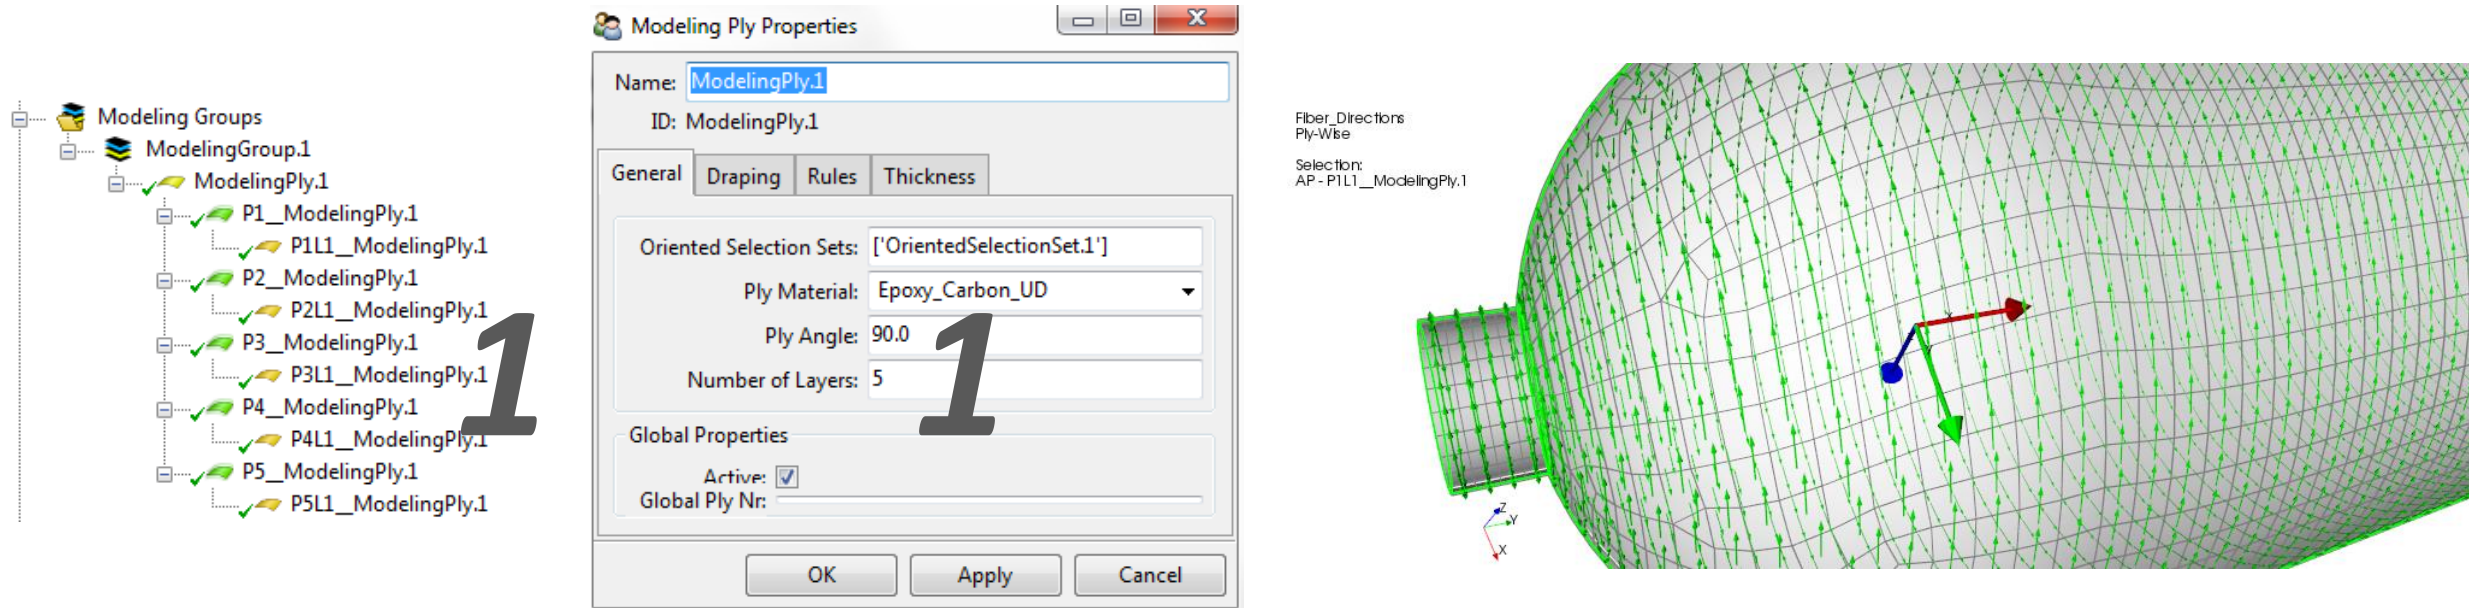 Modeling Groups
ModelingGroup.1
ModelingPly.1
P1__ModelingPly.1
P1L1__ModelingPly.1
P2__ModelingPly.1
P2L1__ModelingPly.1
P3__ModelingPly.1
P3L1__ModelingPly.1
P4__ModelingPly.1
P4L1__ModelingPly.1
P5__ModelingPly.1
P5L1__ModelingPly.1
1
Modeling Ply Properties
Name: ModelingPly.1
ID: ModelingPly.1
General Draping Rules Thickness
Oriented Selection Sets: ['OrientedSelectionSet.1']
Ply Material: Epoxy_Carbon_UD
Ply Angle: 90.0
Number of Layers: 5
1
Global Properties
Active:
Global Ply Nr:
OK Apply Cancel
Fiber_Directions
Ply-Wise
Selection:
AP - P1L1__ModelingPly.1
X
Y
Z
Y
X